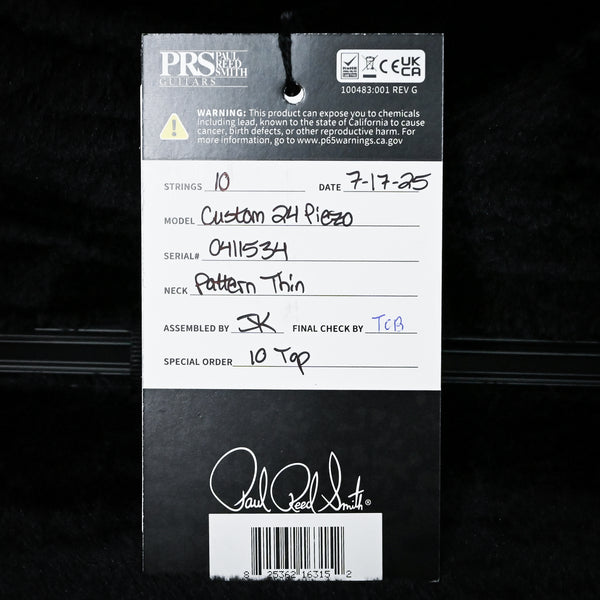 PRS PAUL REED SMITH
GUITARS
CE UK CA
100483:001 REV G
WARNING: This product can expose you to chemicals
including lead, known to the state of California to cause
cancer, birth defects, or other reproductive harm. For
more information, go to www.p65warnings.ca.gov
STRINGS 10 DATE 7-17-25
MODEL Custom 24 Piezo
SERIAL# 0411534
NECK Pattern Thin
ASSEMBLED BY JK FINAL CHECK BY TCB
SPECIAL ORDER 10 Top
Paul Reed Smith®
8 25362 16315 2